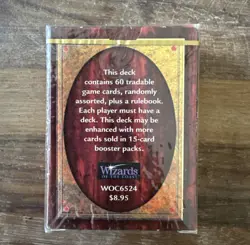 This deck
contains 60 tradable
game cards, randomly
assorted, plus a rulebook.
Each player must have a
deck. This deck may be
enhanced with more
cards sold in 15-card
booster packs.
Wizards
OF THE COAST
WOC6524
$8.95